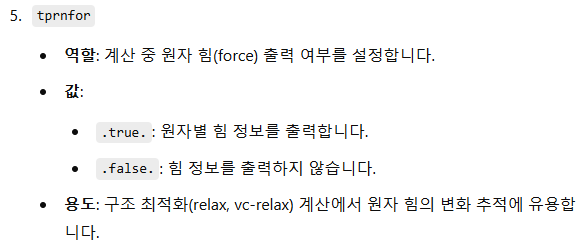 5. tprnfor
• 역할: 계산 중 원자 힘(force) 출력 여부를 설정합니다.
• 값:
• .true.: 원자별 힘 정보를 출력합니다.
• .false.: 힘 정보를 출력하지 않습니다.
• 용도: 구조 최적화(relax, vc-relax) 계산에서 원자 힘의 변화 추적에 유용합
니다.